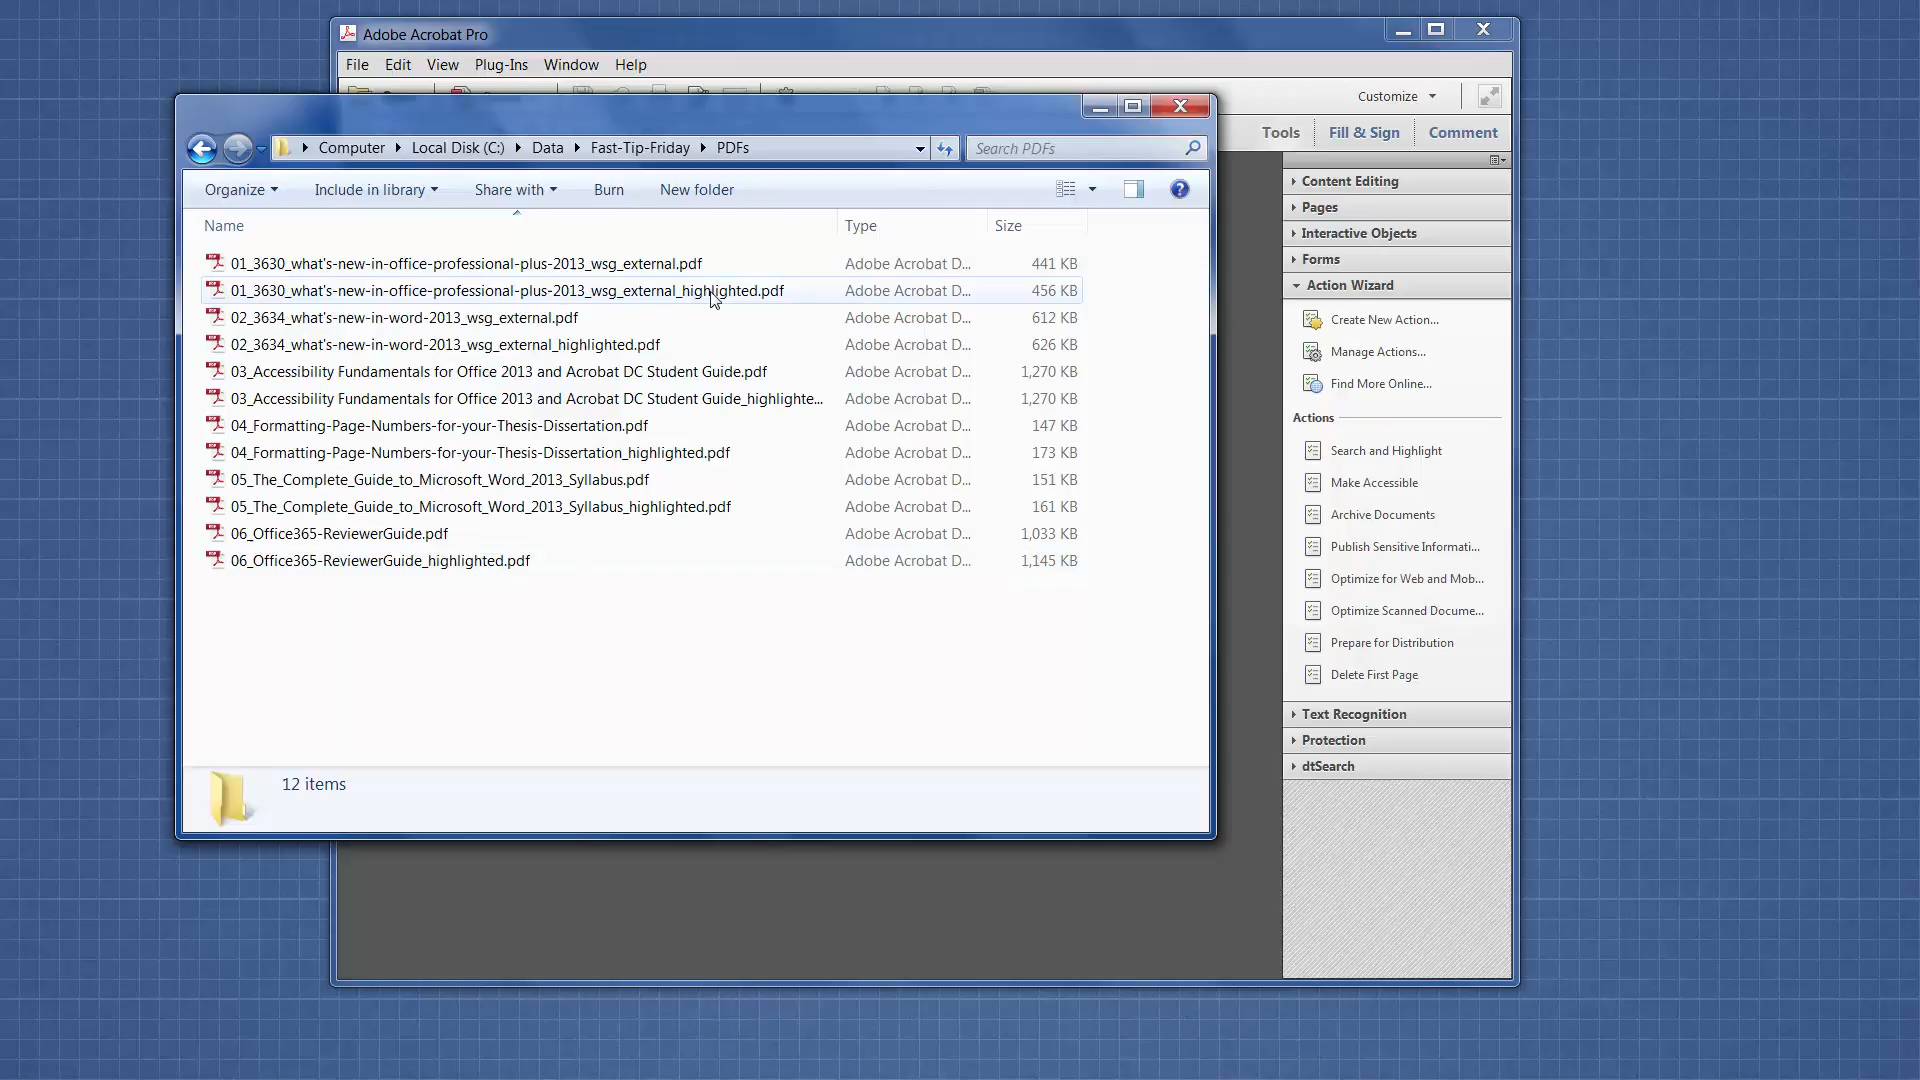 Adobe Acrobat Pro
File Edit View Plug-Ins Window Help
Customize
Tools Fill & Sign Comment
Computer Local Disk (C:) Data Fast-Tip-Friday PDFs
Search PDFs
Organize Include in library Share with Burn New folder
Name Type Size
01_3630_what's-new-in-office-professional-plus-2013_wsg_external.pdf Adobe Acrobat D... 441 KB
01_3630_what's-new-in-office-professional-plus-2013_wsg_external_highlighted.pdf Adobe Acrobat D... 456 KB
02_3634_what's-new-in-word-2013_wsg_external.pdf Adobe Acrobat D... 612 KB
02_3634_what's-new-in-word-2013_wsg_external_highlighted.pdf Adobe Acrobat D... 626 KB
03_Accessibility Fundamentals for Office 2013 and Acrobat DC Student Guide.pdf Adobe Acrobat D... 1,270 KB
03_Accessibility Fundamentals for Office 2013 and Acrobat DC Student Guide_highlighte... Adobe Acrobat D... 1,270 KB
04_Formatting-Page-Numbers-for-your-Thesis-Dissertation.pdf Adobe Acrobat D... 147 KB
04_Formatting-Page-Numbers-for-your-Thesis-Dissertation_highlighted.pdf Adobe Acrobat D... 173 KB
05_The_Complete_Guide_to_Microsoft_Word_2013_Syllabus.pdf Adobe Acrobat D... 151 KB
05_The_Complete_Guide_to_Microsoft_Word_2013_Syllabus_highlighted.pdf Adobe Acrobat D... 161 KB
06_Office365-ReviewerGuide.pdf Adobe Acrobat D... 1,033 KB
06_Office365-ReviewerGuide_highlighted.pdf Adobe Acrobat D... 1,145 KB
12 items
Content Editing
Pages
Interactive Objects
Forms
Action Wizard
Create New Action...
Manage Actions...
Find More Online...
Actions
Search and Highlight
Make Accessible
Archive Documents
Publish Sensitive Informati...
Optimize for Web and Mob...
Optimize Scanned Docume...
Prepare for Distribution
Delete First Page
Text Recognition
Protection
dtSearch